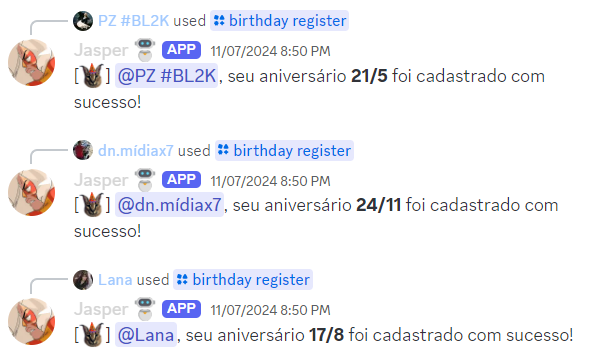 PZ #BL2K used birthday register
Jasper APP 11/07/2024 8:50 PM
[ ] @PZ #BL2K, seu aniversário 21/5 foi cadastrado com
sucesso!
dn.mídiax7 used birthday register
Jasper APP 11/07/2024 8:50 PM
[ ] @dn.mídiax7, seu aniversário 24/11 foi cadastrado com
sucesso!
Lana used birthday register
Jasper APP 11/07/2024 8:50 PM
[ ] @Lana, seu aniversário 17/8 foi cadastrado com sucesso!